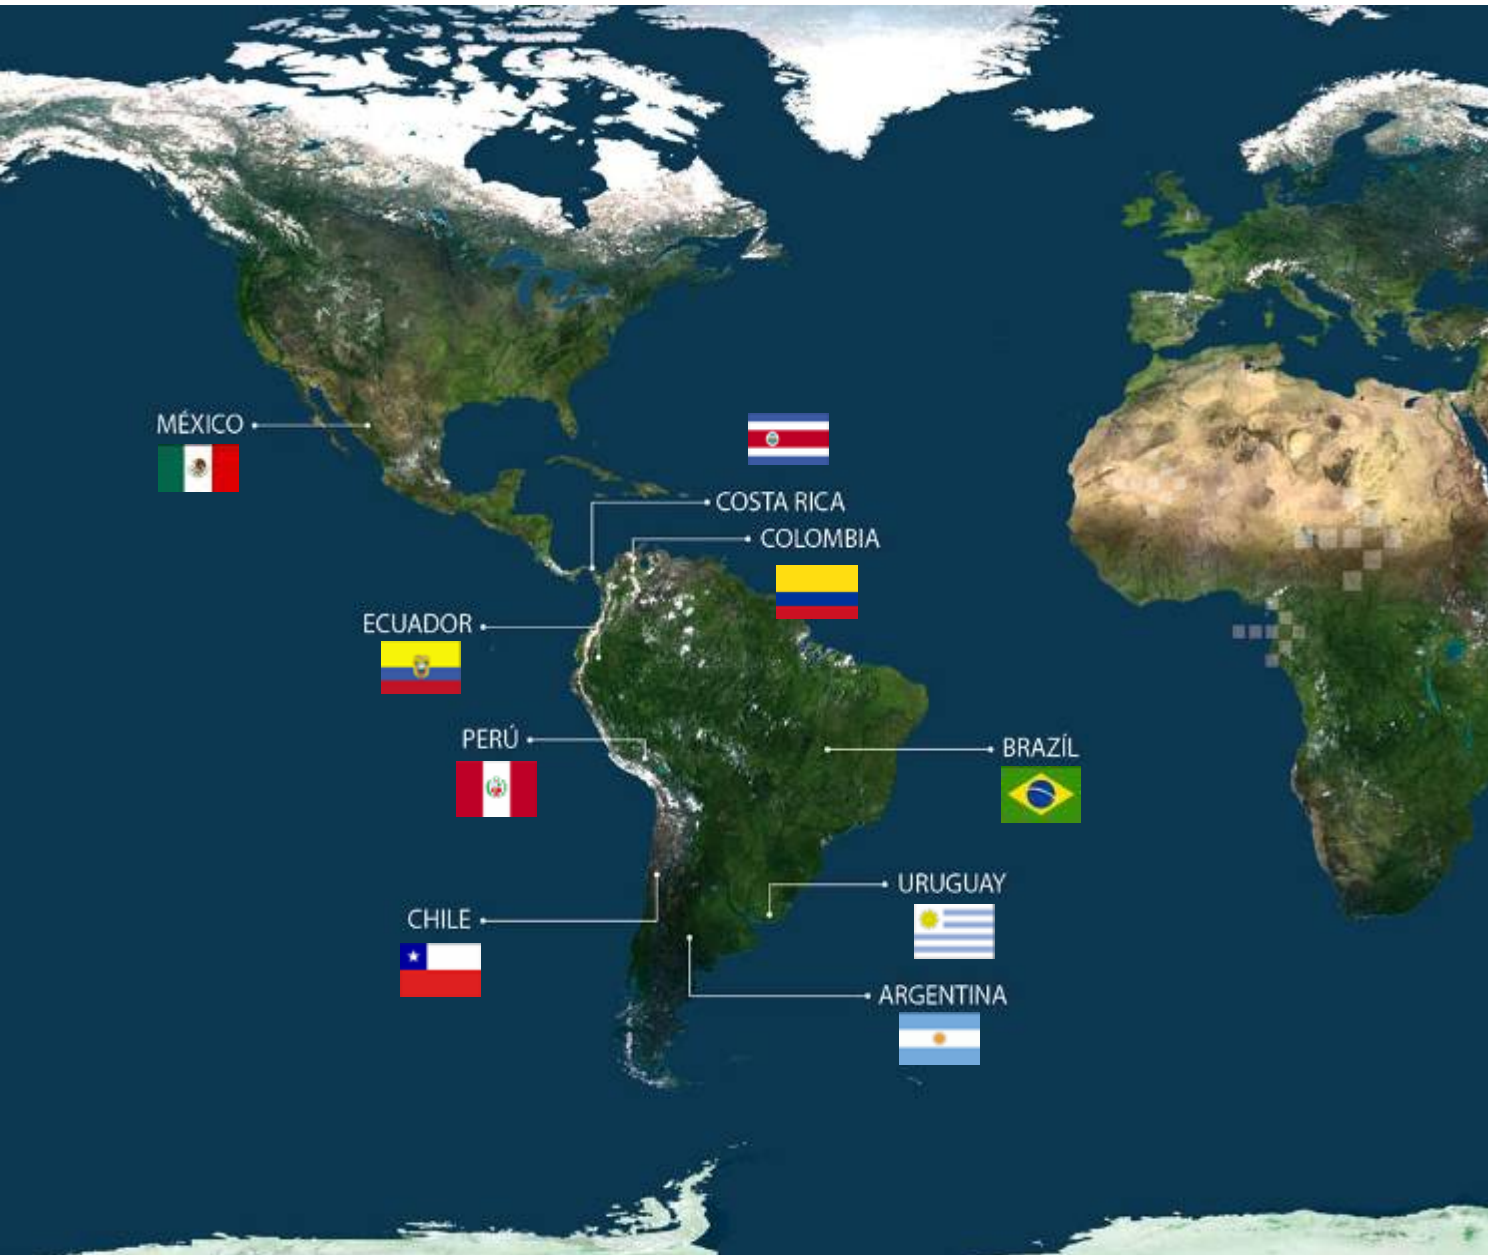 MÉXICO
COSTA RICA
COLOMBIA
ECUADOR
PERÚ
BRAZÍL
URUGUAY
CHILE
ARGENTINA